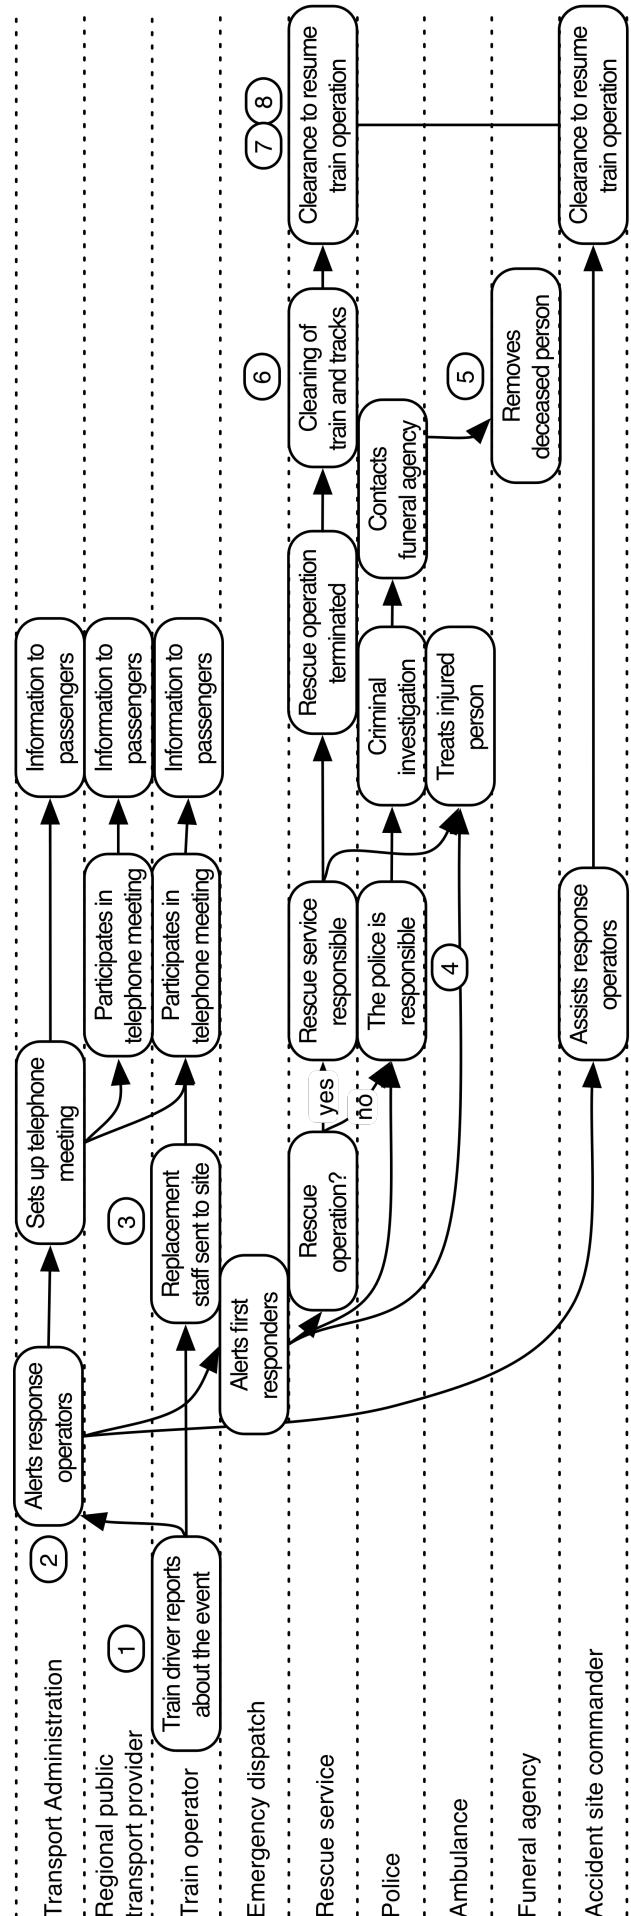 Transport Administration
2
Alerts response
operators
Sets up telephone
meeting
Information to
passengers
Regional public
transport provider
1
3
Participates in
telephone meeting
Information to
passengers
Train operator
Train driver reports
about the event
Replacement
staff sent to site
Participates in
telephone meeting
Information to
passengers
Emergency dispatch
Alerts first
responders
6
7
8
Rescue service
Rescue
operation?
yes
Rescue service
responsible
Rescue operation
terminated
Cleaning of
train and tracks
Clearance to resume
train operation
Police
no
The police is
responsible
Criminal
investigation
Contacts
funeral agency
Ambulance
4
Treats injured
person
5
Funeral agency
Removes
deceased person
Accident site commander
Assists response
operators
Clearance to resume
train operation